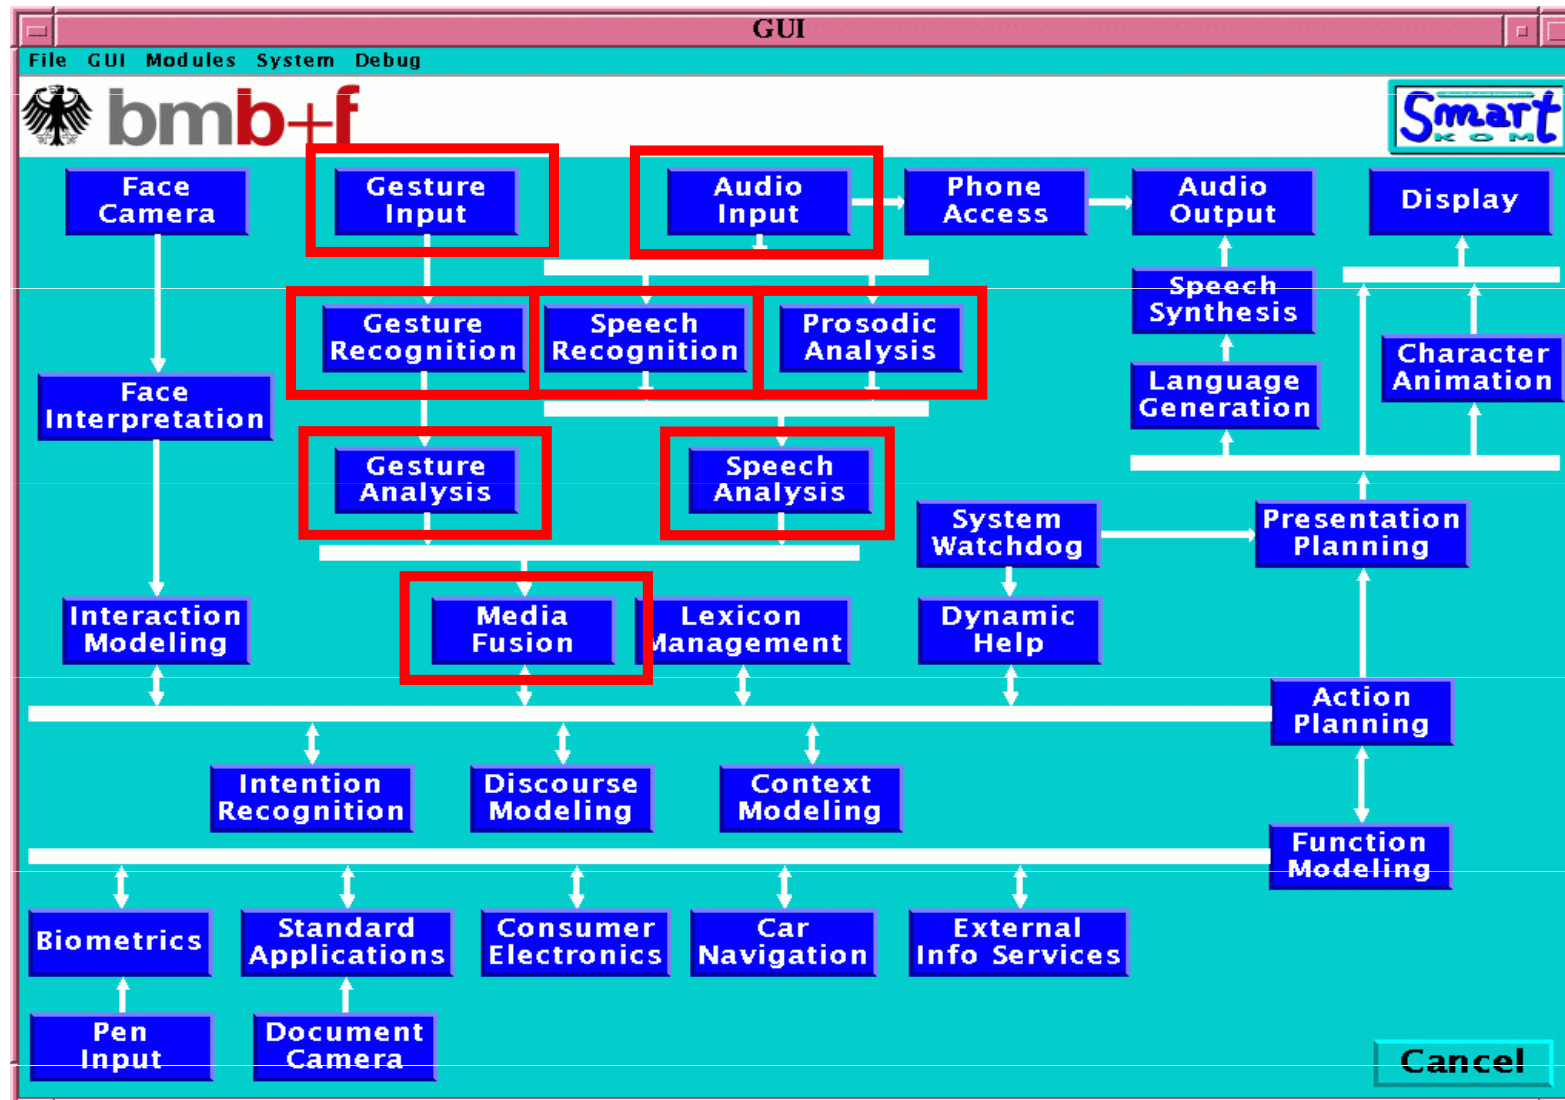 GUI
File GUI Modules System Debug
bmb+f
Smart
KOM
Face
Camera
Gesture
Input
Audio
Input
Phone
Access
Audio
Output
Display
Gesture
Recognition
Speech
Recognition
Prosodic
Analysis
Speech
Synthesis
Face
Interpretation
Language
Generation
Character
Animation
Gesture
Analysis
Speech
Analysis
System
Watchdog
Presentation
Planning
Interaction
Modeling
Media
Fusion
Lexicon
Management
Dynamic
Help
Action
Planning
Intention
Recognition
Discourse
Modeling
Context
Modeling
Function
Modeling
Biometrics
Standard
Applications
Consumer
Electronics
Car
Navigation
External
Info Services
Pen
Input
Document
Camera
Cancel